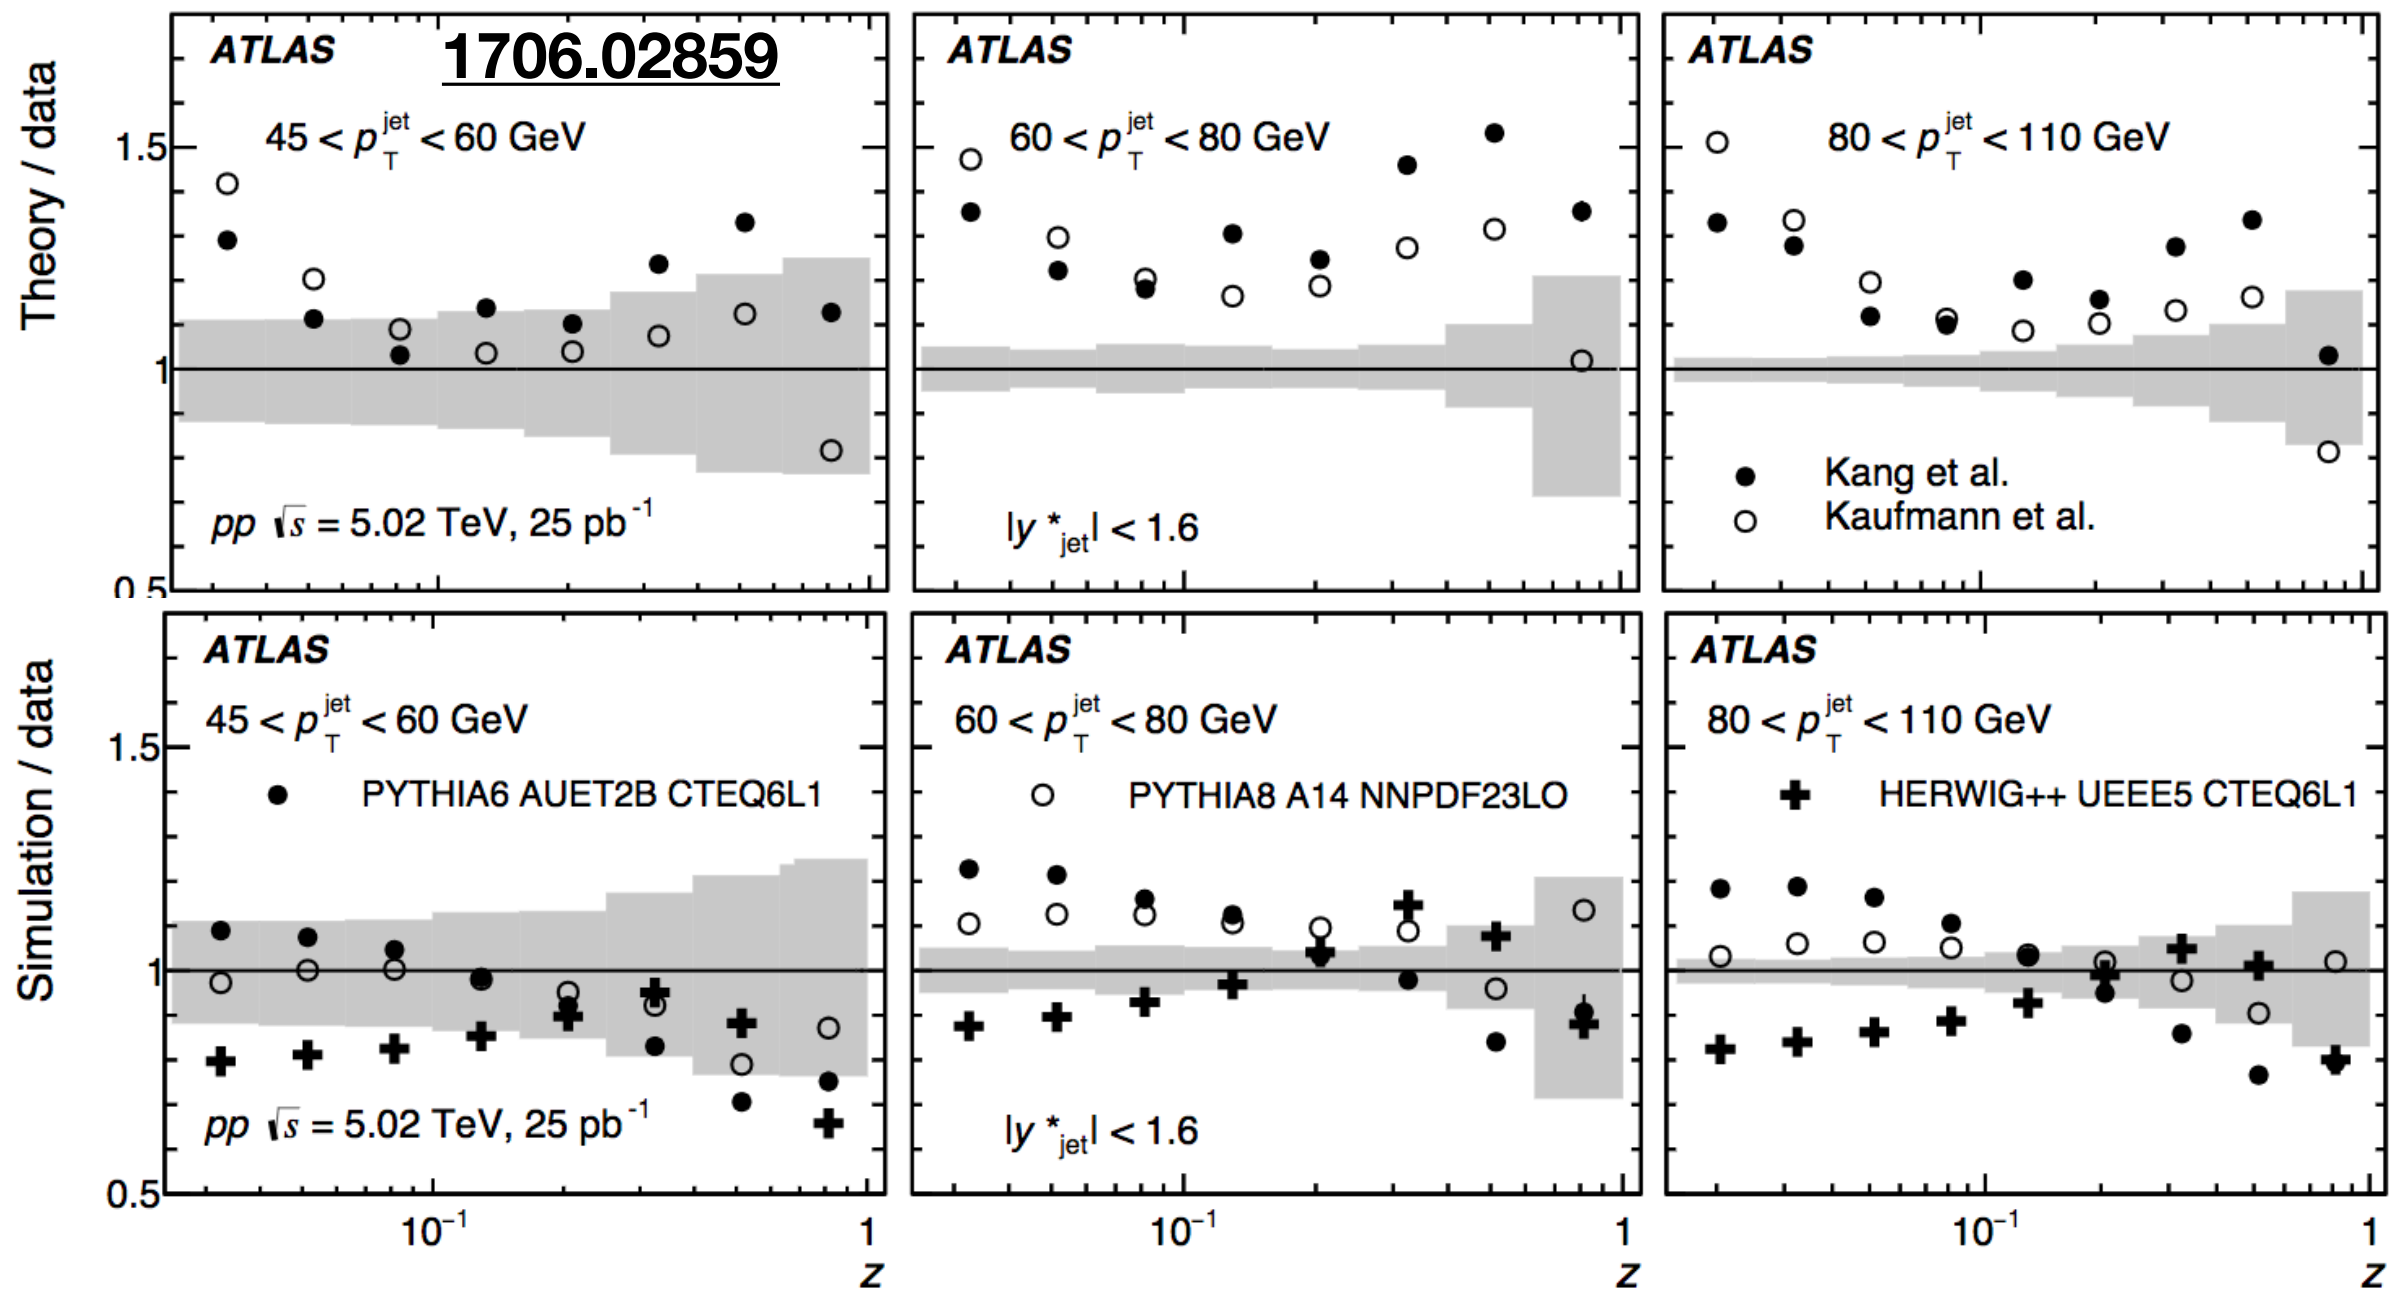 ATLAS 1706.02859
45 < p_T^jet < 60 GeV
Theory / data
1.5
1
0.5
pp √s = 5.02 TeV, 25 pb⁻¹
ATLAS
60 < p_T^jet < 80 GeV
|y*_jet| < 1.6
ATLAS
80 < p_T^jet < 110 GeV
Kang et al.
Kaufmann et al.
ATLAS
45 < p_T^jet < 60 GeV
PYTHIA6 AUET2B CTEQ6L1
Simulation / data
1.5
1
0.5
pp √s = 5.02 TeV, 25 pb⁻¹
10⁻¹ 1
z
ATLAS
60 < p_T^jet < 80 GeV
PYTHIA8 A14 NNPDF23LO
|y*_jet| < 1.6
10⁻¹ 1
z
ATLAS
80 < p_T^jet < 110 GeV
HERWIG++ UEEE5 CTEQ6L1
10⁻¹ 1
z